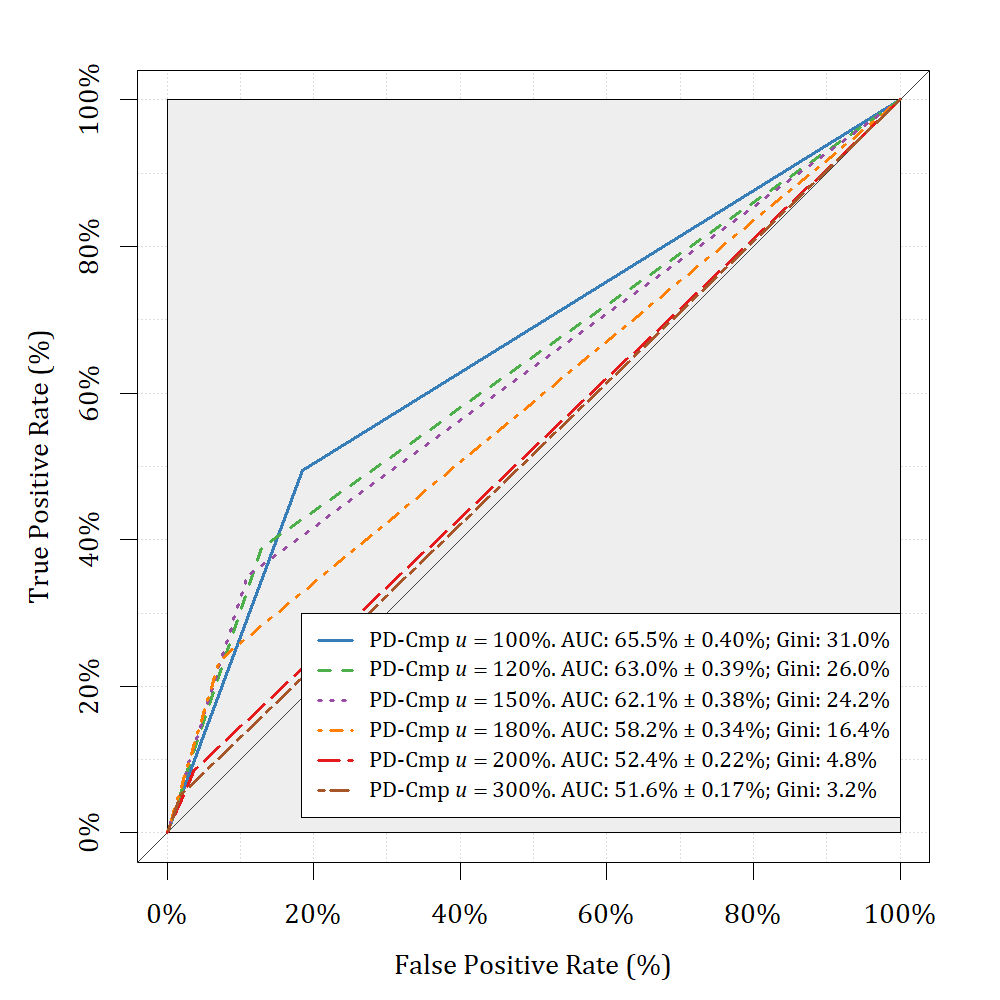 100%
80%
60%
40%
20%
0%
True Positive Rate (%)
PD-Cmp u = 100%. AUC: 65.5% ± 0.40%; Gini: 31.0%
PD-Cmp u = 120%. AUC: 63.0% ± 0.39%; Gini: 26.0%
PD-Cmp u = 150%. AUC: 62.1% ± 0.38%; Gini: 24.2%
PD-Cmp u = 180%. AUC: 58.2% ± 0.34%; Gini: 16.4%
PD-Cmp u = 200%. AUC: 52.4% ± 0.22%; Gini: 4.8%
PD-Cmp u = 300%. AUC: 51.6% ± 0.17%; Gini: 3.2%
0% 20% 40% 60% 80% 100%
False Positive Rate (%)